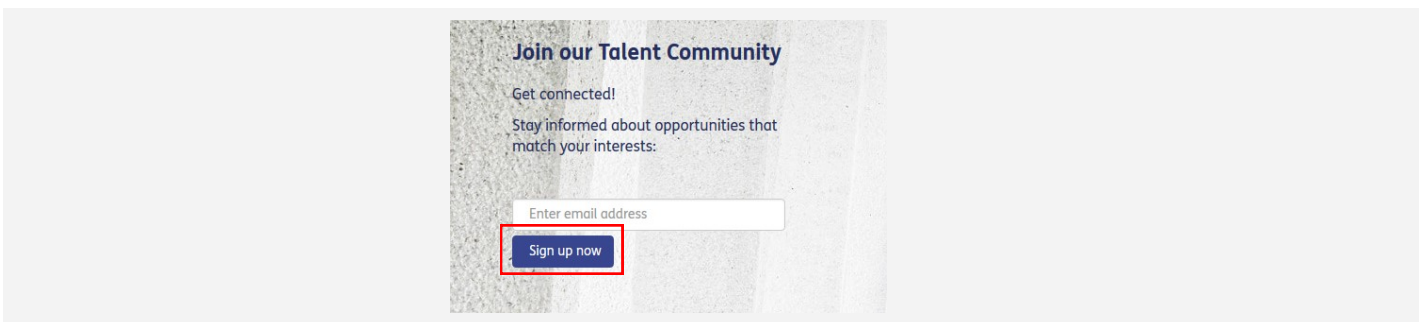 Join our Talent Community
Get connected!
Stay informed about opportunities that
match your interests:
Enter email address
Sign up now